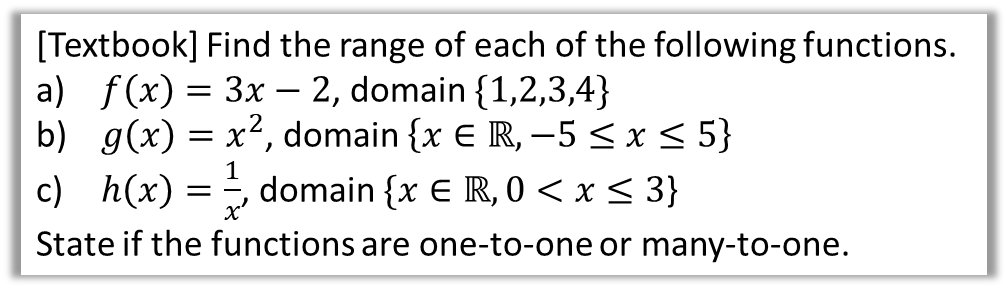 [Textbook] Find the range of each of the following functions.
a) f(x) = 3x − 2, domain {1,2,3,4}
b) g(x) = x², domain {x ∈ ℝ, −5 ≤ x ≤ 5}
c) h(x) = 1/x, domain {x ∈ ℝ, 0 < x ≤ 3}
State if the functions are one-to-one or many-to-one.